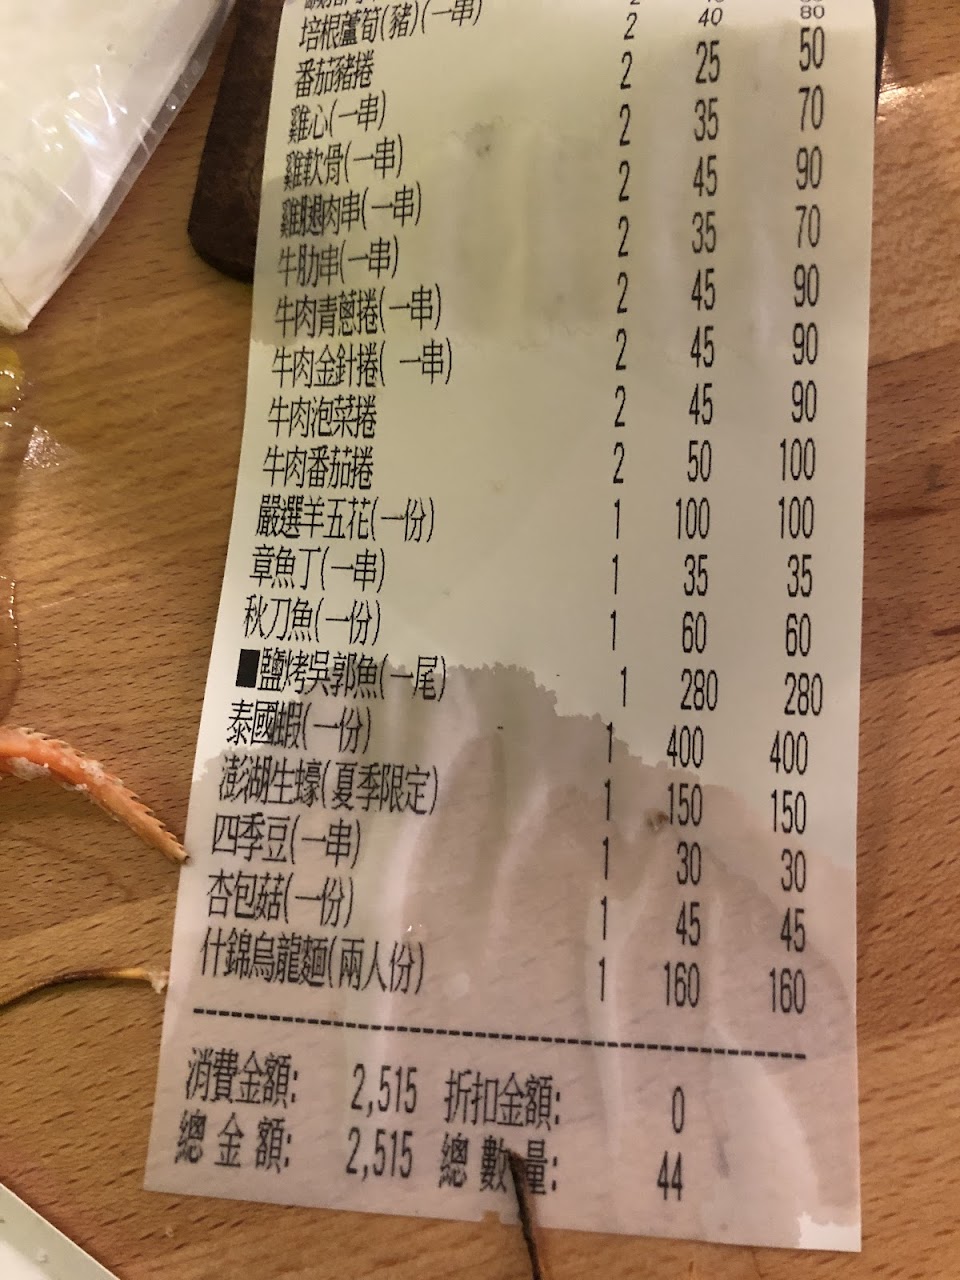 培根蘆筍(豬)(一串)
番茄豬捲 2 40 80
雞心(一串) 2 25 50
雞軟骨(一串) 2 35 70
雞腿肉串(一串) 2 45 90
牛肋串(一串) 2 35 70
牛肉青蔥捲(一串) 2 45 90
牛肉金針捲( 一串) 2 45 90
牛肉泡菜捲 2 45 90
牛肉番茄捲 2 50 100
嚴選羊五花(一份) 1 100 100
章魚丁(一串) 1 35 35
秋刀魚(一份) 1 60 60
■鹽烤吳郭魚(一尾) 1 280 280
泰國蝦(一份) 1 400 400
澎湖生蠔(夏季限定) 1 150 150
四季豆(一串) 1 30 30
杏包菇(一份) 1 45 45
什錦烏龍麵(兩人份) 1 160 160
消費金額: 2,515 折扣金額: 0
總 金 額: 2,515 總 數 量: 44